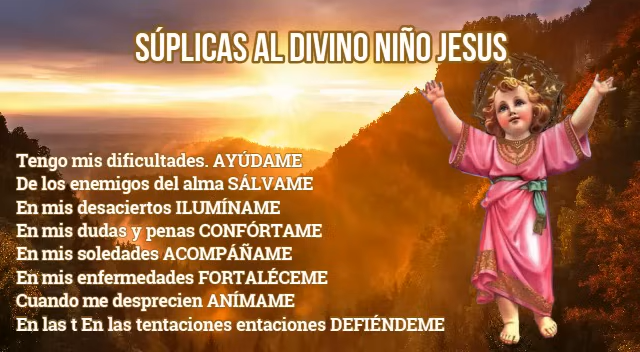 SÚPLICAS AL DIVINO NIÑO JESUS
Tengo mis dificultades. AYÚDAME
De los enemigos del alma SÁLVAME
En mis desaciertos ILUMÍNAME
En mis dudas y penas CONFÓRTAME
En mis soledades ACOMPÁÑAME
En mis enfermedades FORTALÉCEME
Cuando me desprecien ANÍMAME
En las t En las tentaciones entaciones DEFIÉNDEME